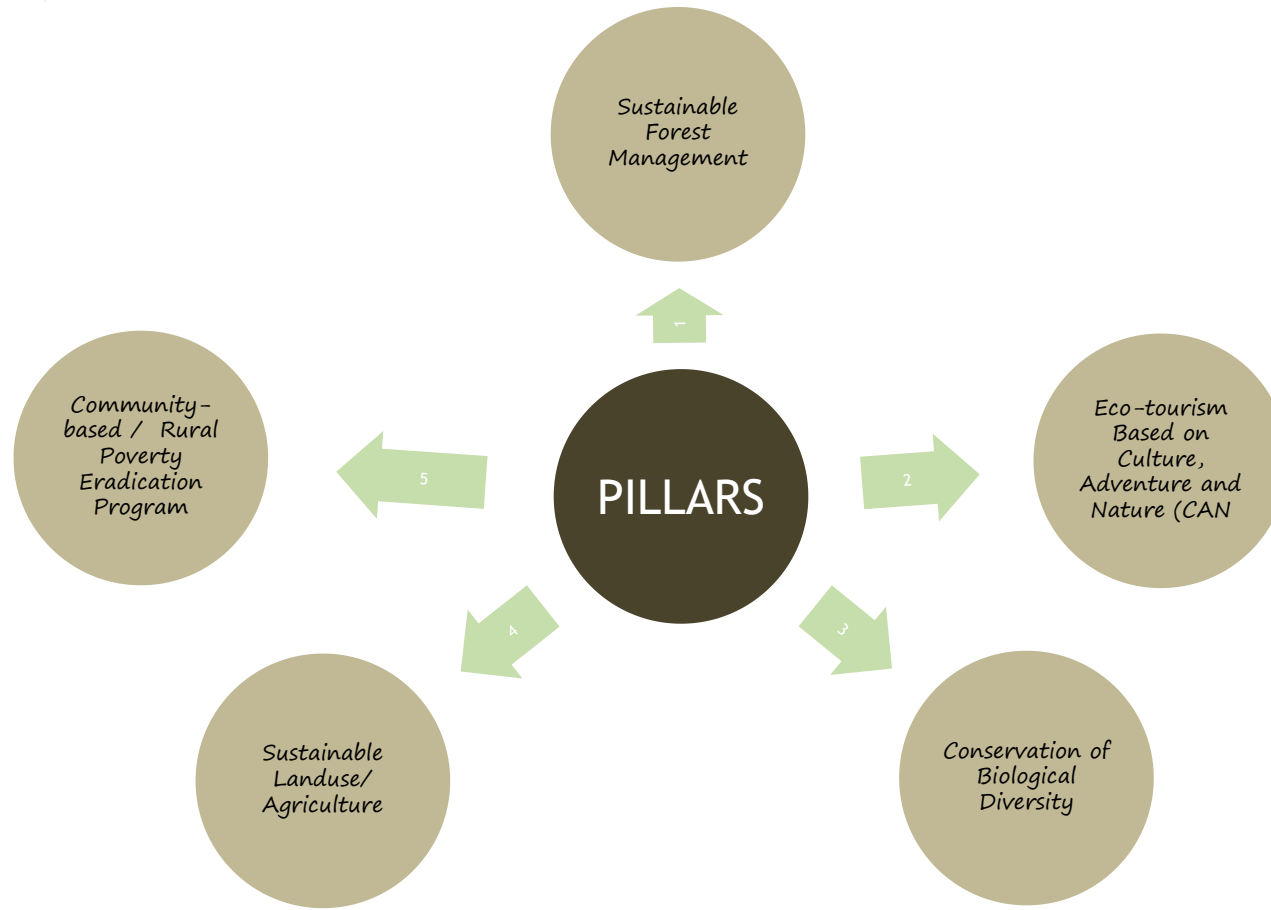 Sustainable
Forest
Management
1
PILLARS
2
Eco-tourism
Based on
Culture,
Adventure and
Nature (CAN
3
Conservation of
Biological
Diversity
4
Sustainable
Landuse/
Agriculture
5
Community-
based / Rural
Poverty
Eradication
Program